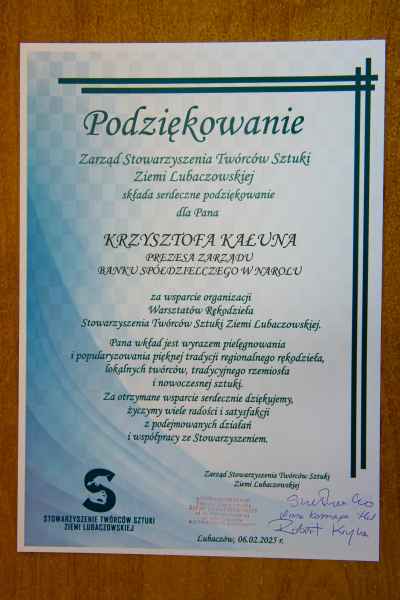 Podziękowanie
Zarząd Stowarzyszenia Twórców Sztuki
Ziemi Lubaczowskiej
składa serdeczne podziękowanie
dla Pana
KRZYSZTOFA KAŁUNA
PREZESA ZARZĄDU
BANKU SPÓŁDZIELCZEGO W NAROLU
za wsparcie organizacji
Warsztatów Rękodzieła
Stowarzyszenia Twórców Sztuki Ziemi Lubaczowskiej.
Pana wkład jest wyrazem pielęgnowania
i popularyzowania pięknej tradycji regionalnego rękodzieła,
lokalnych twórców, tradycyjnego rzemiosła
i nowoczesnej sztuki.
Za otrzymane wsparcie serdecznie dziękujemy,
życzymy wiele radości i satysfakcji
z podejmowanych działań
i współpracy ze Stowarzyszeniem.
Zarząd Stowarzyszenia Twórców Sztuki
Ziemi Lubaczowskiej
S
STOWARZYSZENIE TWÓRCÓW SZTUKI
ZIEMI LUBACZOWSKIEJ
Robert
Lubaczów, 06.02.2025 r.